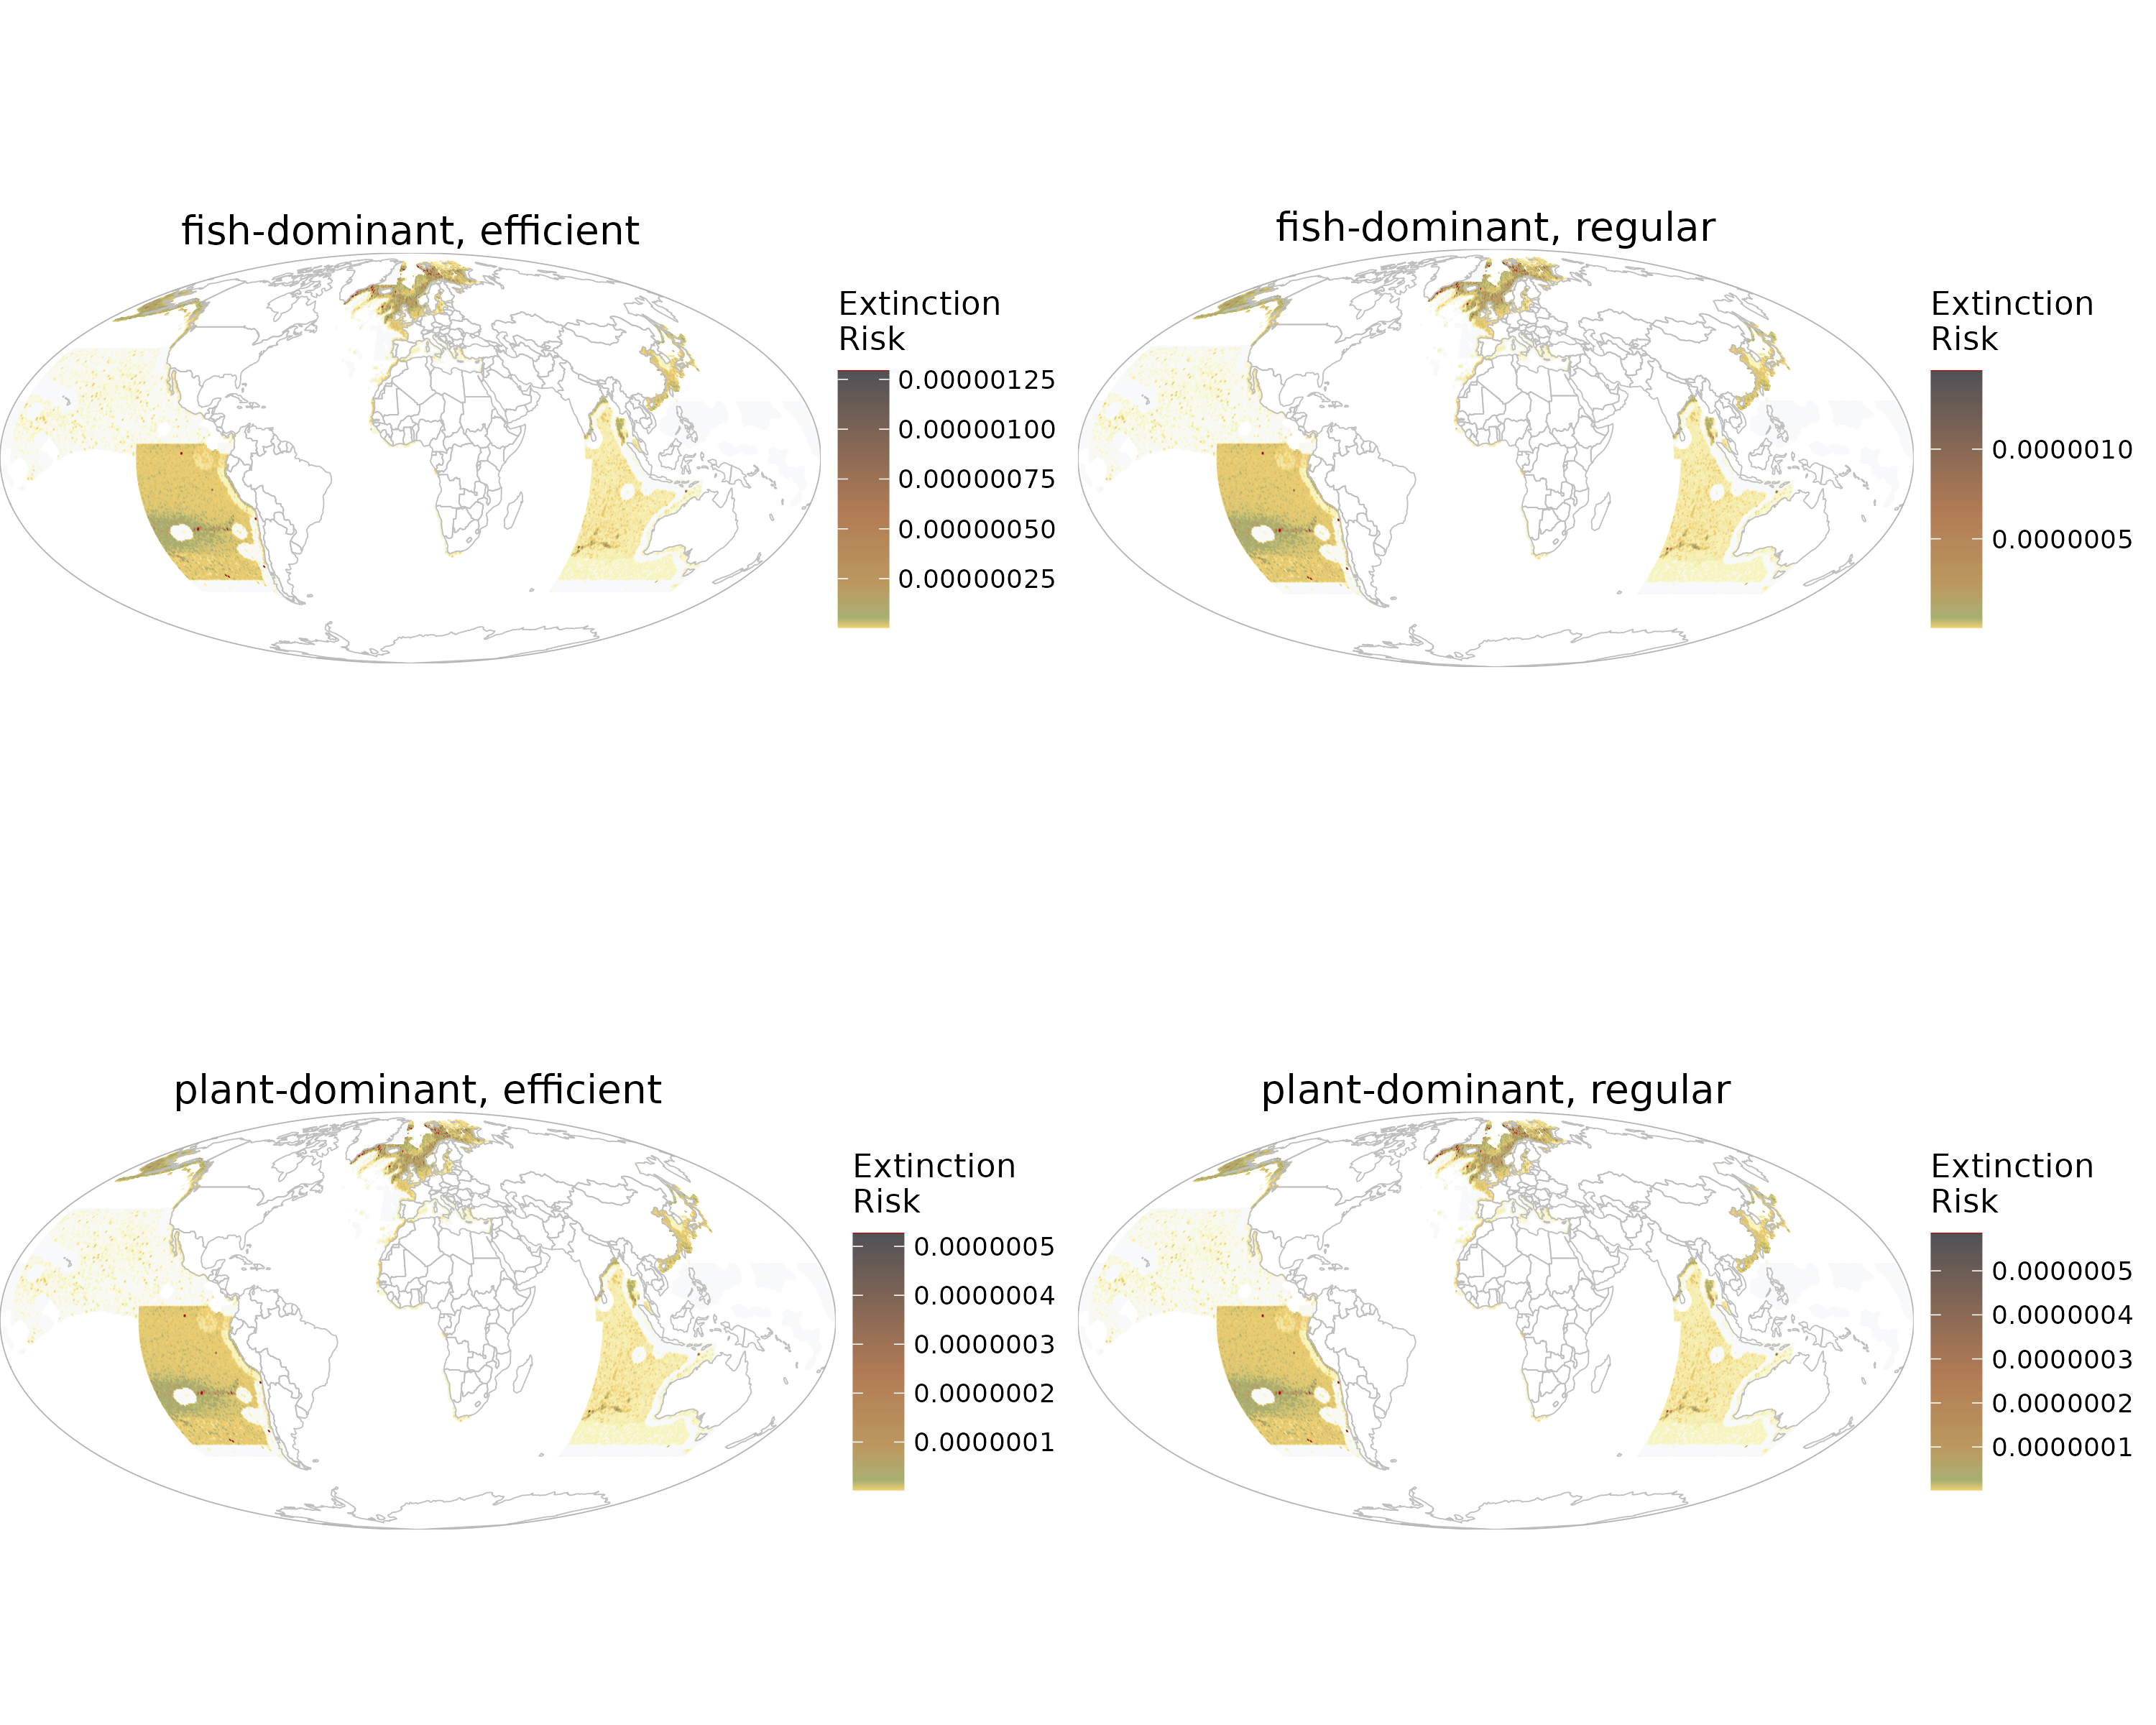 fish-dominant, efficient
Extinction
Risk
0.00000125
0.00000100
0.00000075
0.00000050
0.00000025
fish-dominant, regular
Extinction
Risk
0.0000010
0.0000005
plant-dominant, efficient
Extinction
Risk
0.0000005
0.0000004
0.0000003
0.0000002
0.0000001
plant-dominant, regular
Extinction
Risk
0.0000005
0.0000004
0.0000003
0.0000002
0.0000001